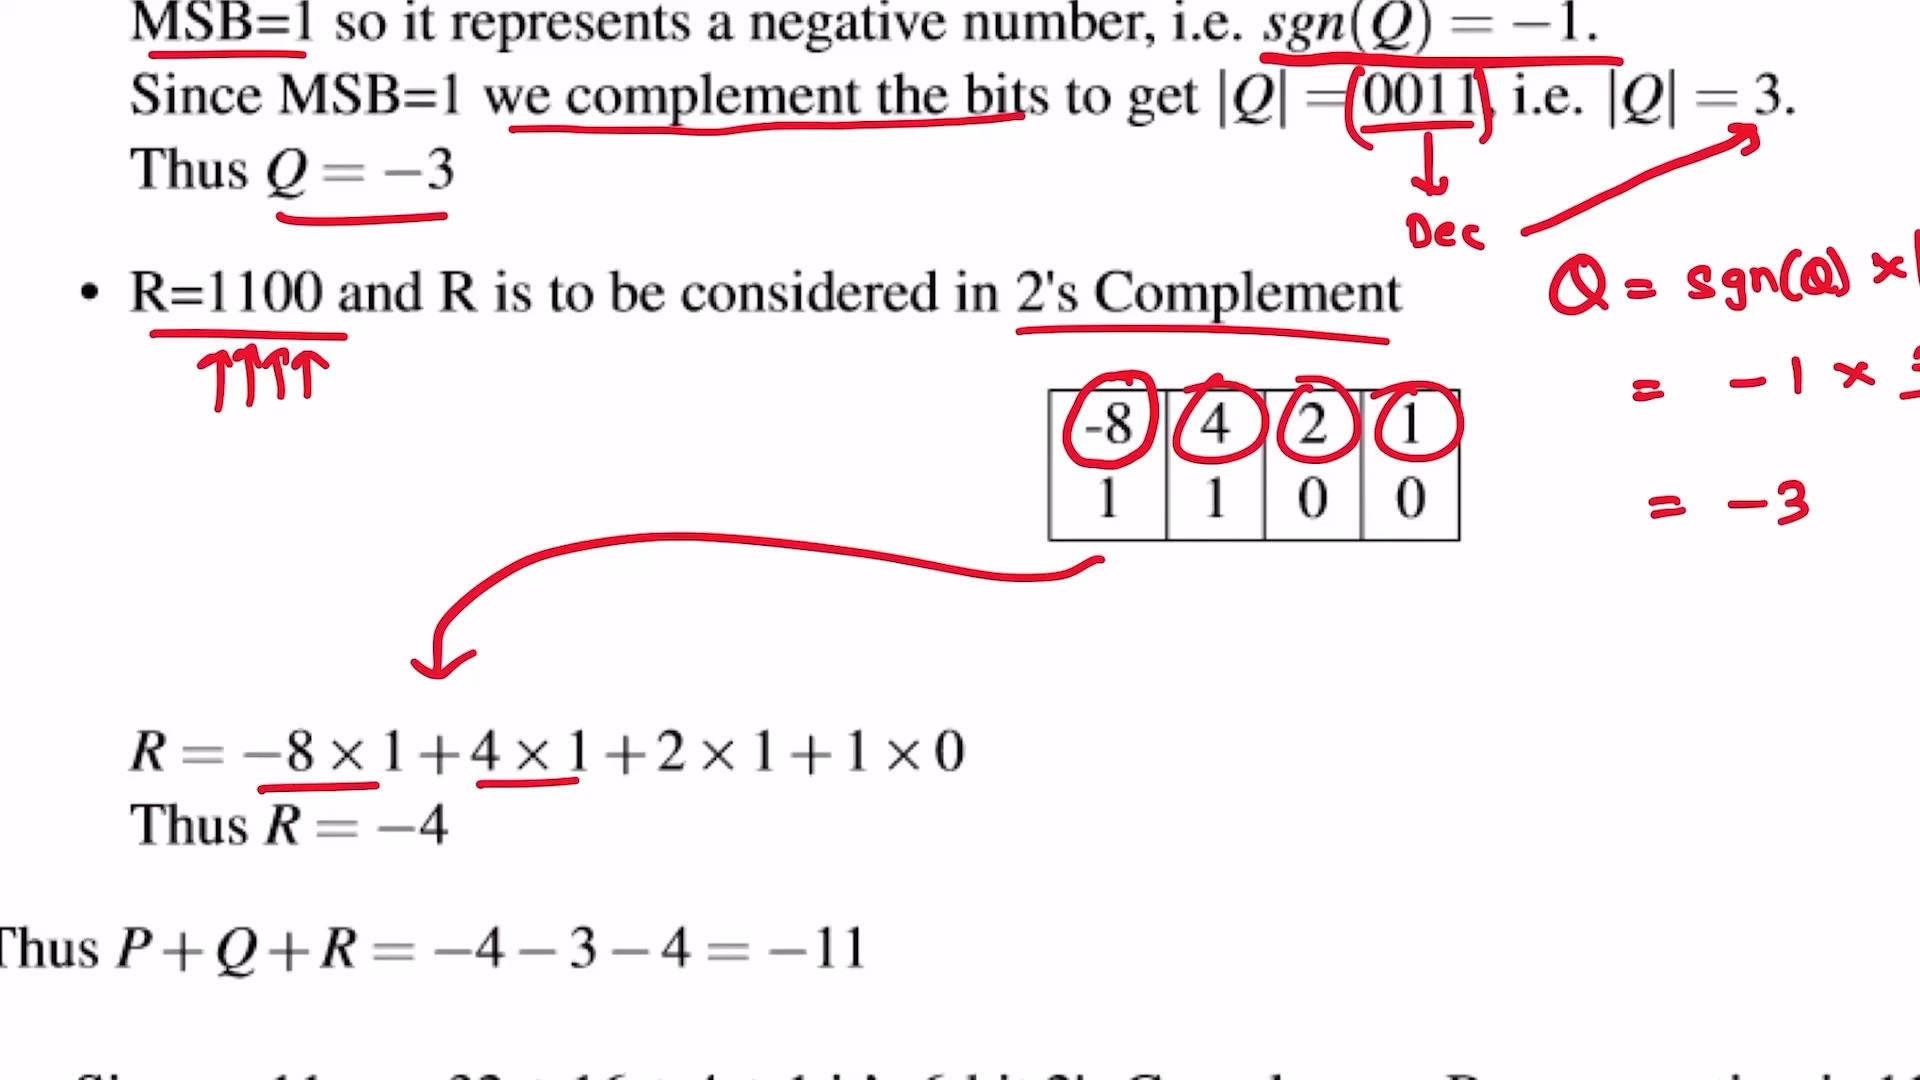 MSB=1 so it represents a negative number, i.e. sgn(Q) = −1.
Since MSB=1 we complement the bits to get |Q| = (0011), i.e. |Q| = 3.
Thus Q = −3
Dec
• R=1100 and R is to be considered in 2's Complement
Q = sgn(Q) ×
= −1 ×
= −3
-8 4 2 1
1 1 0 0
R = −8 × 1 + 4 × 1 + 2 × 1 + 1 × 0
Thus R = −4
Thus P + Q + R = −4 − 3 − 4 = −11